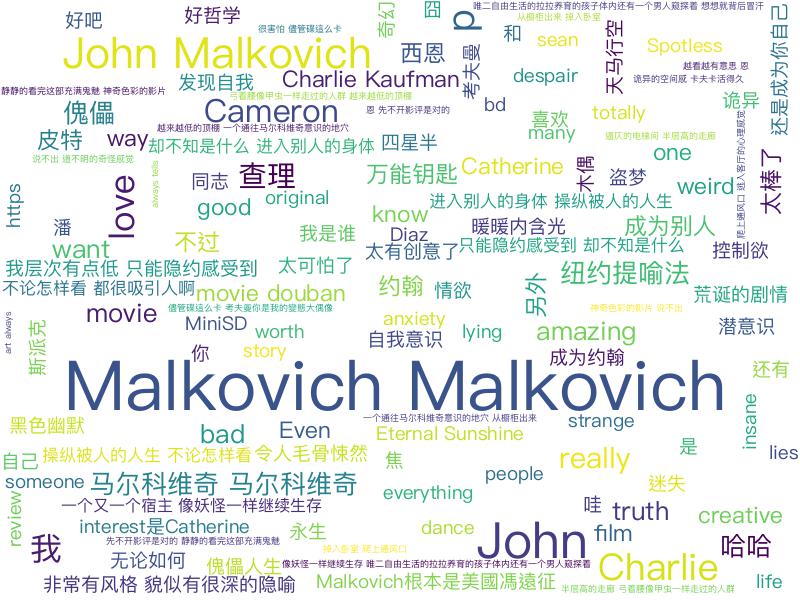 好吧
好哲学
奇幻
囧
p
唯二自由生活的拉拉养育的孩子体内还有一个男人窥探着 想想就背后冒汗
从橱柜出来 掉入卧室
很害怕 儘管碟這么卡
John Malkovich
西恩
考夫曼
和
sean
天马行空
Spotless
还是成为你自己
越看越有意思 恩
诡异的空间感 卡夫卡活得久
发现自我
Charlie Kaufman
despair
静静的看完这部充满鬼魅 神奇色彩的影片
弓着腰像甲虫一样走过的人群 越来越低的顶棚
傀儡
Cameron
恩 先不开影评是对的
bd
喜欢
totally
诡异
皮特
way
越来越低的顶棚 一个通往马尔科维奇意识的地穴
四星半
many
逼仄的电梯间 半层高的走廊
却不知是什么 进入别人的身体
说不出 道不明的奇怪感觉
always tells
one
爬上通风口 遁入客厅的心理感觉
太棒了
同志
查理
万能钥匙
Catherine
木偶
盗梦
weird
https
love
good
original
进入别人的身体 操纵被人的人生
潘
know
暖暖内含光
成为别人
want
不过
我是谁
Diaz
太有创意了
只能隐约感受到 却不知是什么
控制欲
我层次有点低 只能隐约感受到
太可怕了
纽约提喻法
不论怎样看 都很吸引人啊
movie douban
约翰
情欲
另外
荒诞的剧情
儘管碟這么卡 考夫曼你是我的變態大偶像
神奇色彩的影片 说不出
art always
斯派克
movie
MiniSD
worth
anxiety
自我意识
lying
amazing
潜意识
你
story
成为约翰
Malkovich Malkovich
还有
黑色幽默
bad
Even
一个通往马尔科维奇意识的地穴 从橱柜出来
Eternal Sunshine
strange
insane
自己
操纵被人的人生 不论怎样看
令人毛骨悚然
焦
really
是
lies
someone
马尔科维奇 马尔科维奇
people
迷失
review
一个又一个宿主 像妖怪一样继续生存
everything
哇
truth
creative
interest是Catherine
永生
dance
John
film
我
先不开影评是对的 静静的看完这部充满鬼魅
掉入卧室 爬上通风口
哈哈
无论如何
傀儡人生
像妖怪一样继续生存 唯二自由生活的拉拉养育的孩子体内还有一个男人窥探着
Charlie
非常有风格 貌似有很深的隐喻
Malkovich根本是美國馮遠征
半层高的走廊 弓着腰像甲虫一样走过的人群
life